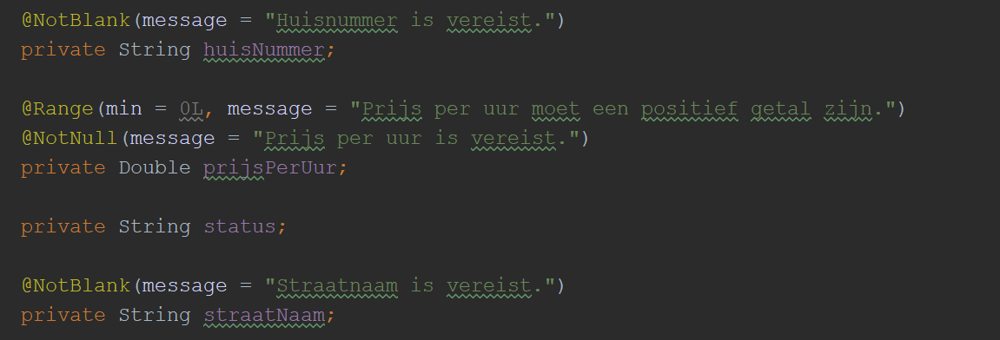 @NotBlank(message = "Huisnummer is vereist.")
private String huisNummer;
@Range(min = 0L, message = "Prijs per uur moet een positief getal zijn.")
@NotNull(message = "Prijs per uur is vereist.")
private Double prijsPerUur;
private String status;
@NotBlank(message = "Straatnaam is vereist.")
private String straatNaam;